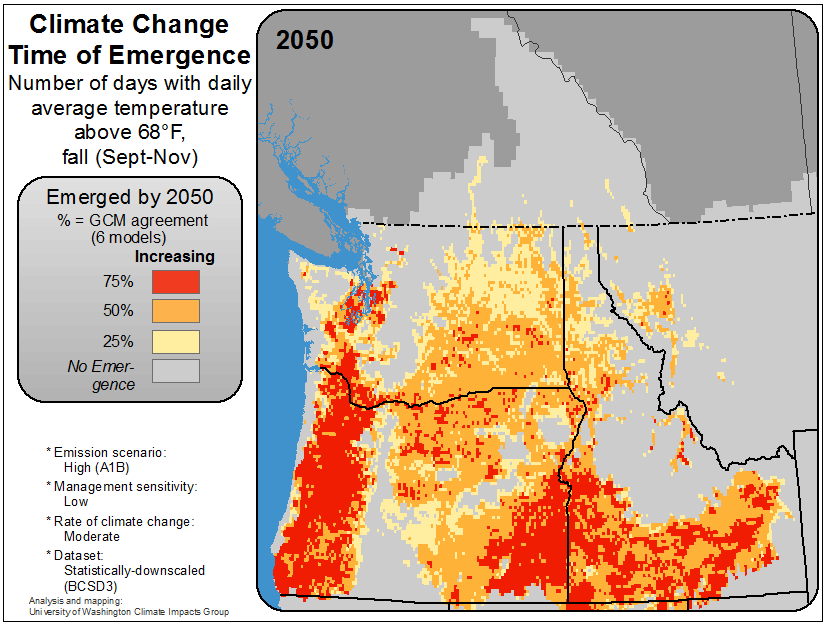 Climate Change
Time of Emergence
Number of days with daily
average temperature
above 68°F,
fall (Sept-Nov)
Emerged by 2050
% = GCM agreement
(6 models)
Increasing
75%
50%
25%
No Emer-
gence
* Emission scenario:
High (A1B)
* Management sensitivity:
Low
* Rate of climate change:
Moderate
* Dataset:
Statistically-downscaled
(BCSD3)
Analysis and mapping:
University of Washington Climate Impacts Group
2050